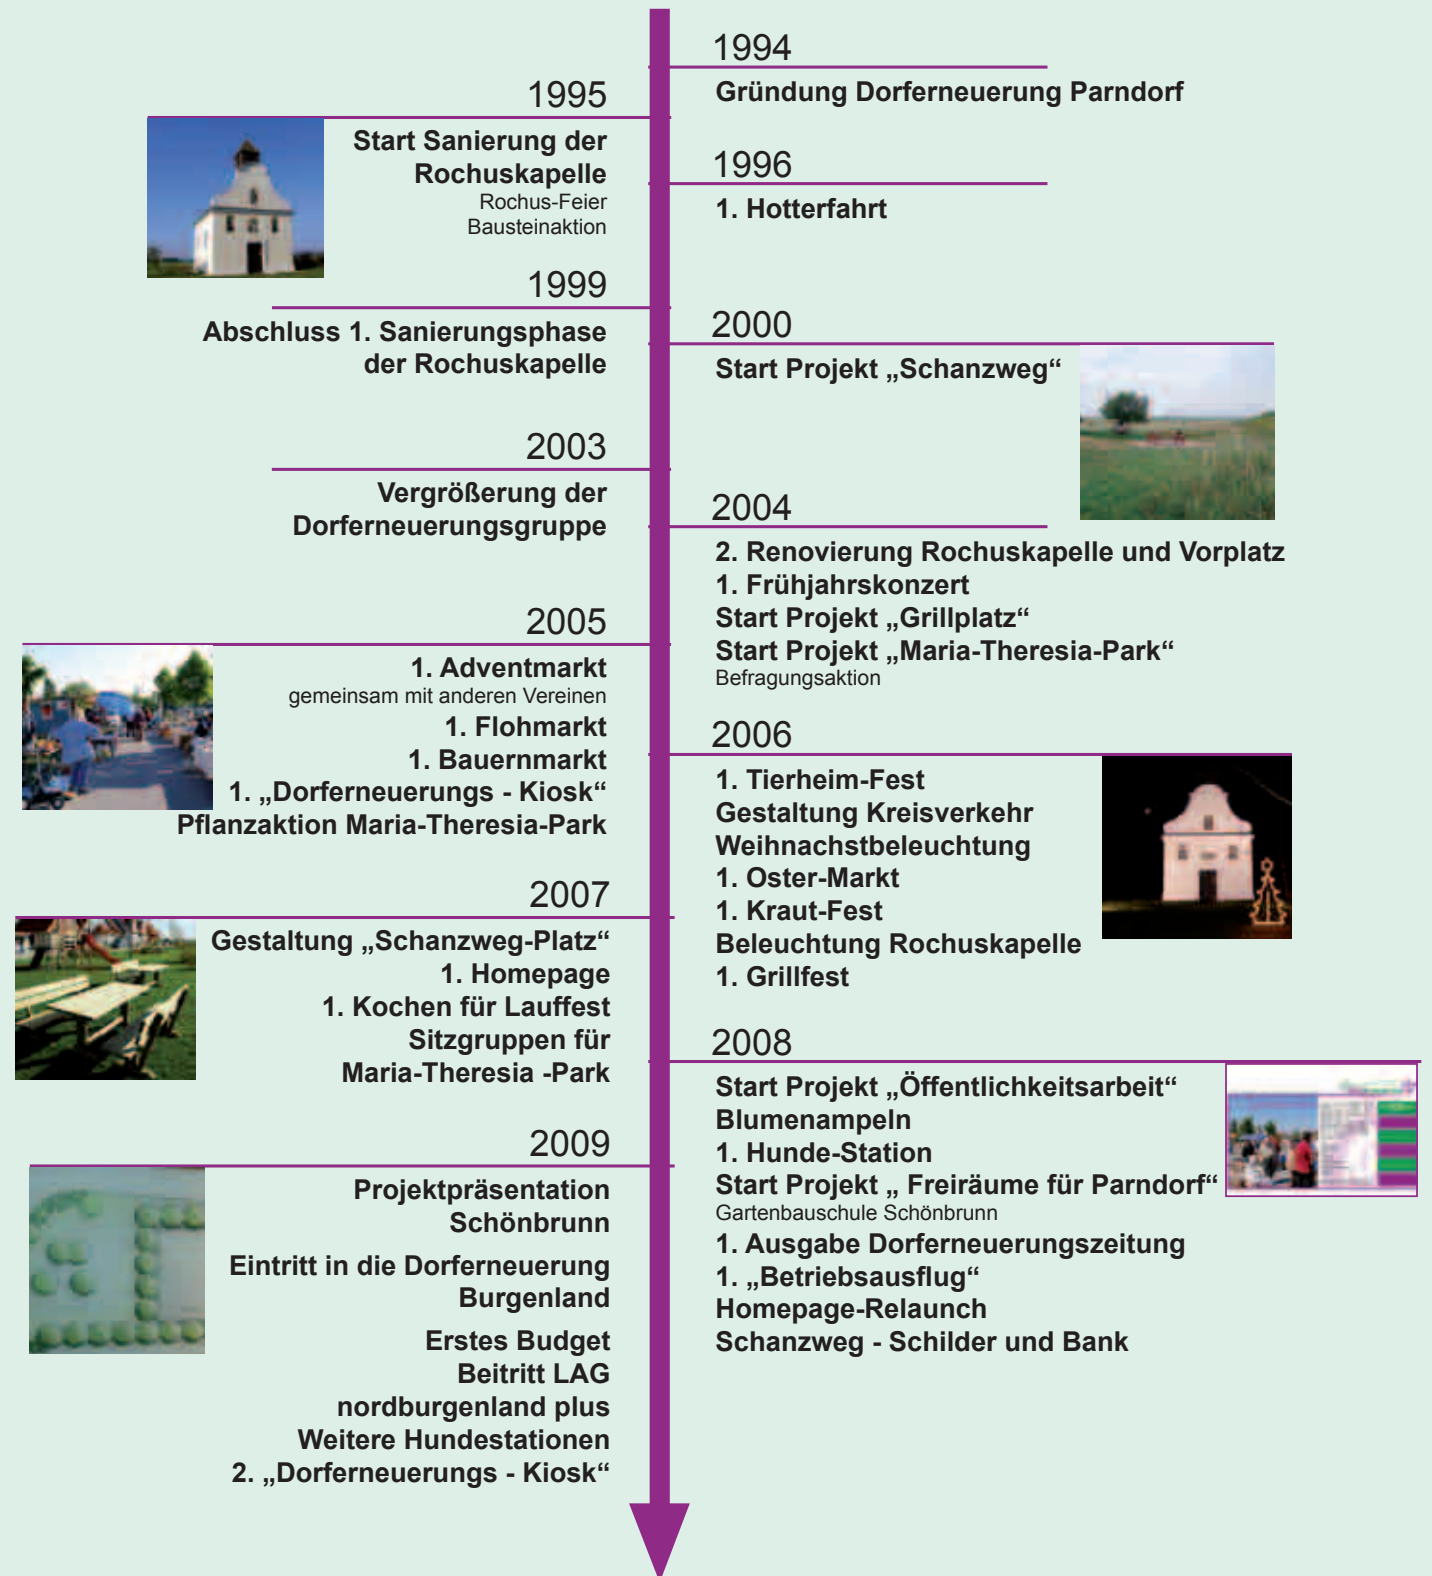 1994
Gründung Dorferneuerung Parndorf
1995
Start Sanierung der
Rochuskapelle
Rochus-Feier
Bausteinaktion
1996
1. Hotterfahrt
1999
Abschluss 1. Sanierungsphase
der Rochuskapelle
2000
Start Projekt „Schanzweg“
2003
Vergrößerung der
Dorferneuerungsgruppe
2004
2. Renovierung Rochuskapelle und Vorplatz
1. Frühjahrskonzert
Start Projekt „Grillplatz“
Start Projekt „Maria-Theresia-Park“
Befragungsaktion
2005
1. Adventmarkt
gemeinsam mit anderen Vereinen
1. Flohmarkt
1. Bauernmarkt
1. „Dorferneuerungs - Kiosk“
Pflanzaktion Maria-Theresia-Park
2006
1. Tierheim-Fest
Gestaltung Kreisverkehr
Weihnachstbeleuchtung
1. Oster-Markt
1. Kraut-Fest
Beleuchtung Rochuskapelle
1. Grillfest
2007
Gestaltung „Schanzweg-Platz“
1. Homepage
1. Kochen für Lauffest
Sitzgruppen für
Maria-Theresia -Park
2008
Start Projekt „Öffentlichkeitsarbeit“
Blumenampeln
1. Hunde-Station
Start Projekt „ Freiräume für Parndorf“
Gartenbauschule Schönbrunn
1. Ausgabe Dorferneuerungszeitung
1. „Betriebsausflug“
Homepage-Relaunch
Schanzweg - Schilder und Bank
2009
Projektpräsentation
Schönbrunn
Eintritt in die Dorferneuerung
Burgenland
Erstes Budget
Beitritt LAG
nordburgenland plus
Weitere Hundestationen
2. „Dorferneuerungs - Kiosk“